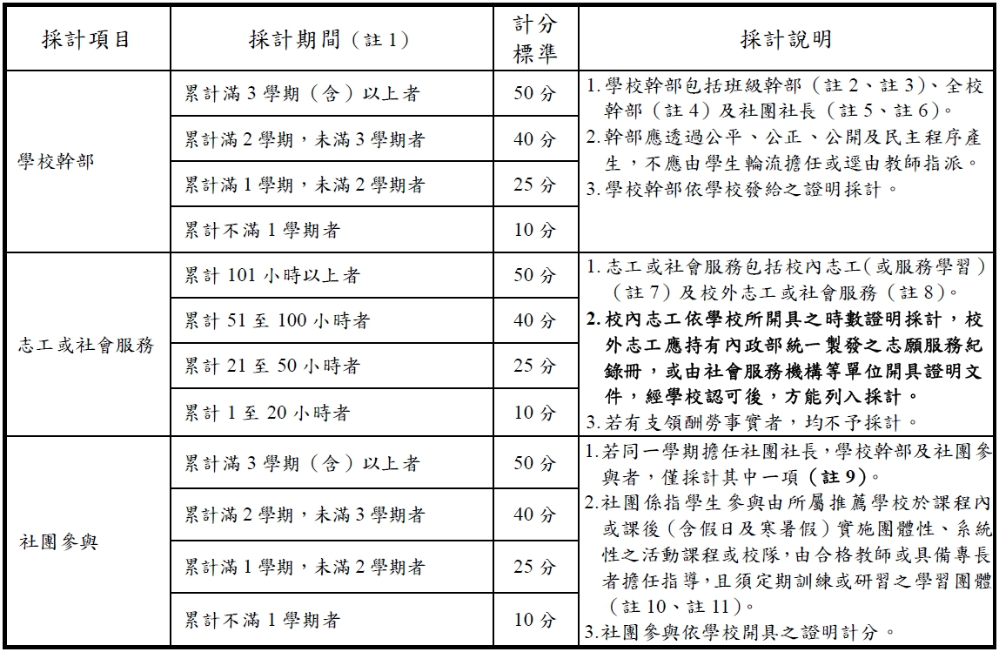 採計項目
採計期間（註1）
計分
標準
採計說明
學校幹部
累計滿 3 學期（含）以上者
50 分
累計滿 2 學期，未滿 3 學期者
40 分
累計滿 1 學期，未滿 2 學期者
25 分
累計不滿 1 學期者
10 分
1. 學校幹部包括班級幹部（註 2、註 3）、全校
幹部（註 4）及社團社長（註 5、註 6）。
2. 幹部應透過公平、公正、公開及民主程序產
生，不應由學生輪流擔任或逕由教師指派。
3. 學校幹部依學校發給之證明採計。
志工或社會服務
累計 101 小時以上者
50 分
累計 51 至 100 小時者
40 分
累計 21 至 50 小時者
25 分
累計 1 至 20 小時者
10 分
1. 志工或社會服務包括校內志工(或服務學習)
（註 7）及校外志工或社會服務（註 8）。
2. 校內志工依學校所開具之時數證明採計，校
外志工應持有內政部統一製發之志願服務紀
錄冊，或由社會服務機構等單位開具證明文
件，經學校認可後，方能列入採計。
3. 若有支領酬勞事實者，均不予採計。
社團參與
累計滿 3 學期（含）以上者
50 分
累計滿 2 學期，未滿 3 學期者
40 分
累計滿 1 學期，未滿 2 學期者
25 分
累計不滿 1 學期者
10 分
1. 若同一學期擔任社團社長，學校幹部及社團參
與者，僅採計其中一項（註 9）。
2. 社團係指學生參與由所屬推薦學校於課程內
或課後（含假日及寒暑假）實施團體性、系統
性之活動課程或校隊，由合格教師或具備專長
者擔任指導，且須定期訓練或研習之學習團體
（註 10、註 11）。
3. 社團參與依學校開具之證明計分。